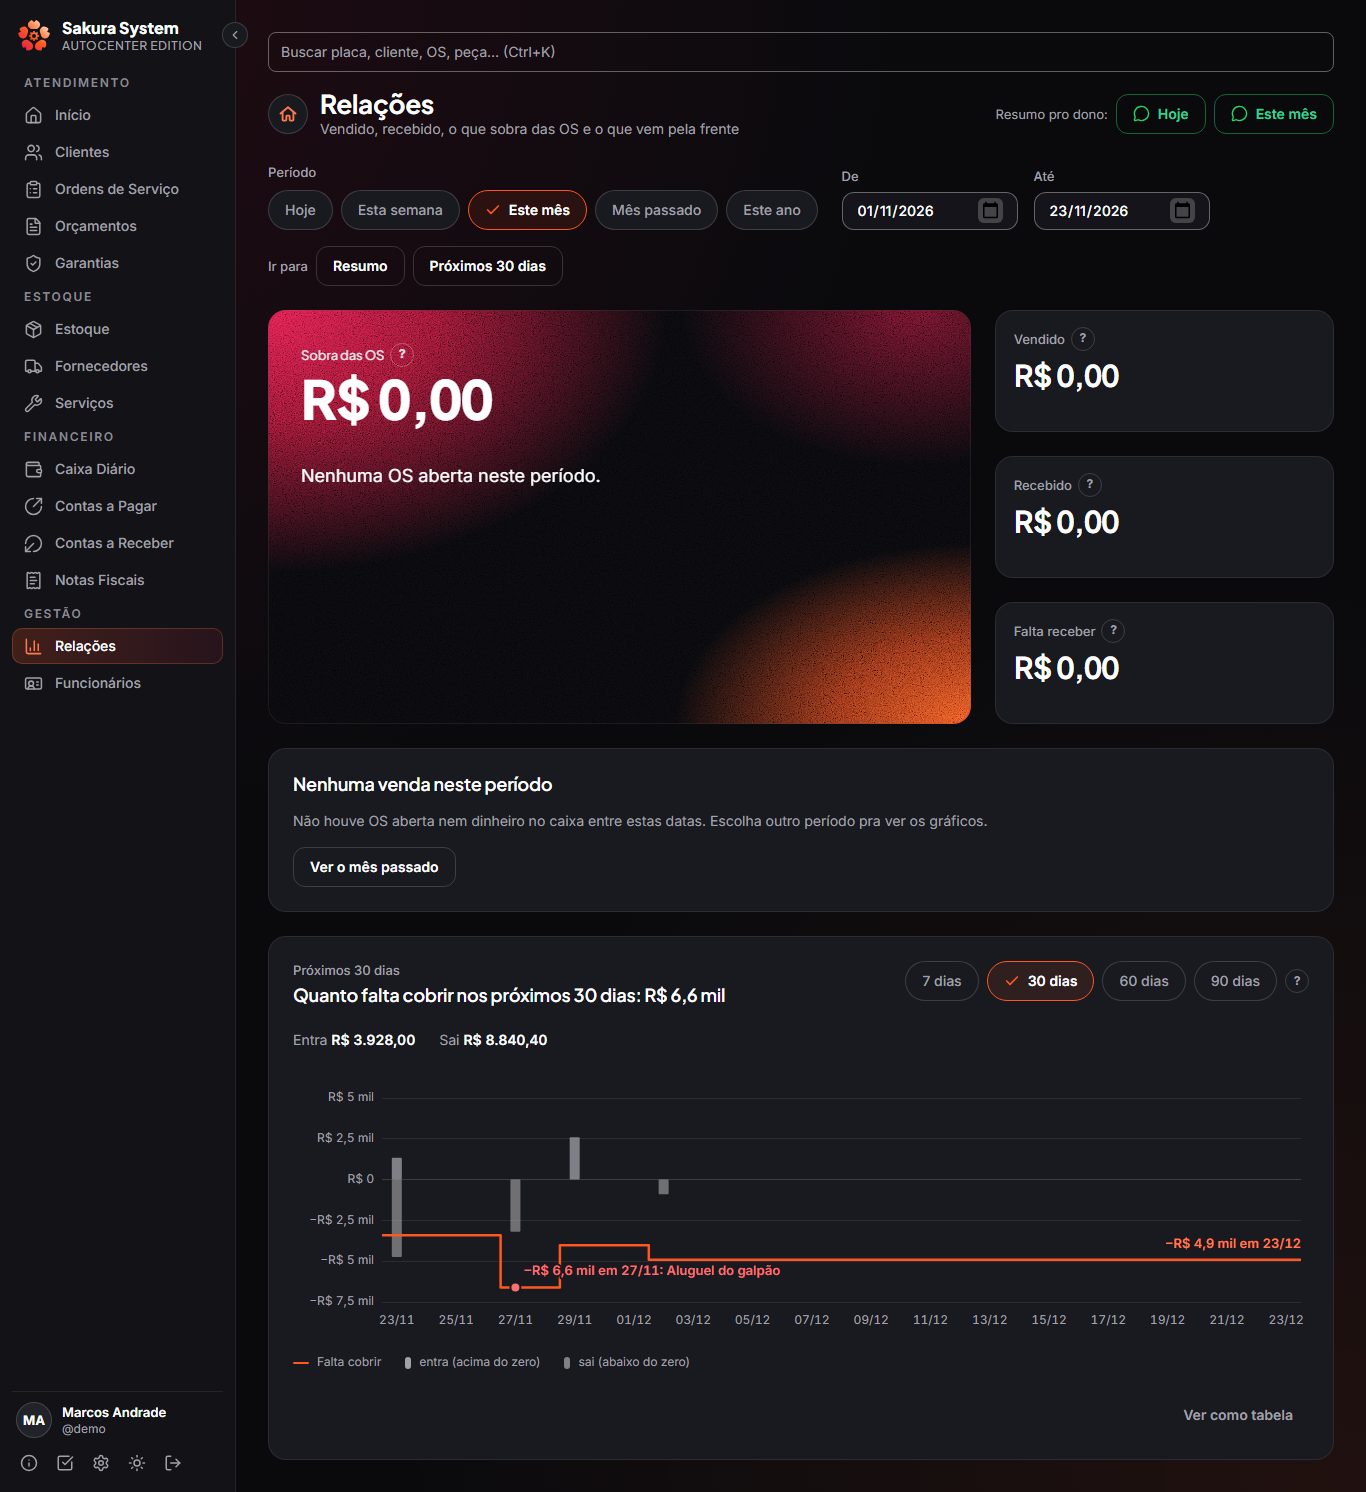 Sakura System
AUTOCENTER EDITION
ATENDIMENTO
Início
Clientes
Ordens de Serviço
Orçamentos
Garantias
ESTOQUE
Estoque
Fornecedores
Serviços
FINANCEIRO
Caixa Diário
Contas a Pagar
Contas a Receber
Notas Fiscais
GESTÃO
Relações
Funcionários
MA
Marcos Andrade
@demo
Buscar placa, cliente, OS, peça... (Ctrl+K)
Relações
Vendido, recebido, o que sobra das OS e o que vem pela frente
Resumo pro dono:
Hoje
Este mês
Período
Hoje
Esta semana
Este mês
Mês passado
Este ano
De
01/11/2026
Até
23/11/2026
Ir para
Resumo
Próximos 30 dias
Sobra das OS ?
R$ 0,00
Nenhuma OS aberta neste período.
Vendido ?
R$ 0,00
Recebido ?
R$ 0,00
Falta receber ?
R$ 0,00
Nenhuma venda neste período
Não houve OS aberta nem dinheiro no caixa entre estas datas. Escolha outro período pra ver os gráficos.
Ver o mês passado
Próximos 30 dias
Quanto falta cobrir nos próximos 30 dias: R$ 6,6 mil
7 dias
30 dias
60 dias
90 dias
?
Entra R$ 3.928,00 Sai R$ 8.840,40
R$ 5 mil
R$ 2,5 mil
R$ 0
−R$ 2,5 mil
−R$ 5 mil
−R$ 7,5 mil
−R$ 4,9 mil em 23/12
−R$ 6,6 mil em 27/11: Aluguel do galpão
23/11 25/11 27/11 29/11 01/12 03/12 05/12 07/12 09/12 11/12 13/12 15/12 17/12 19/12 21/12 23/12
Falta cobrir
entra (acima do zero)
sai (abaixo do zero)
Ver como tabela